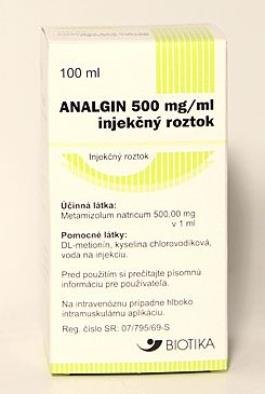 100 ml
ANALGIN 500 mg/ml
injekčný roztok
Injekčný roztok
Účinná látka:
Metamizolum natricum 500,00 mg
v 1 ml
Pomocné látky:
DL-metionín, kyselina chlorovodíková,
voda na injekciu.
Pred použitím si prečítajte písomnú
informáciu pre používateľa.
Na intravenóznu prípadne hlboko
intramuskulárnu aplikáciu.
Reg. číslo SR: 07/795/69-S
BIOTIKA